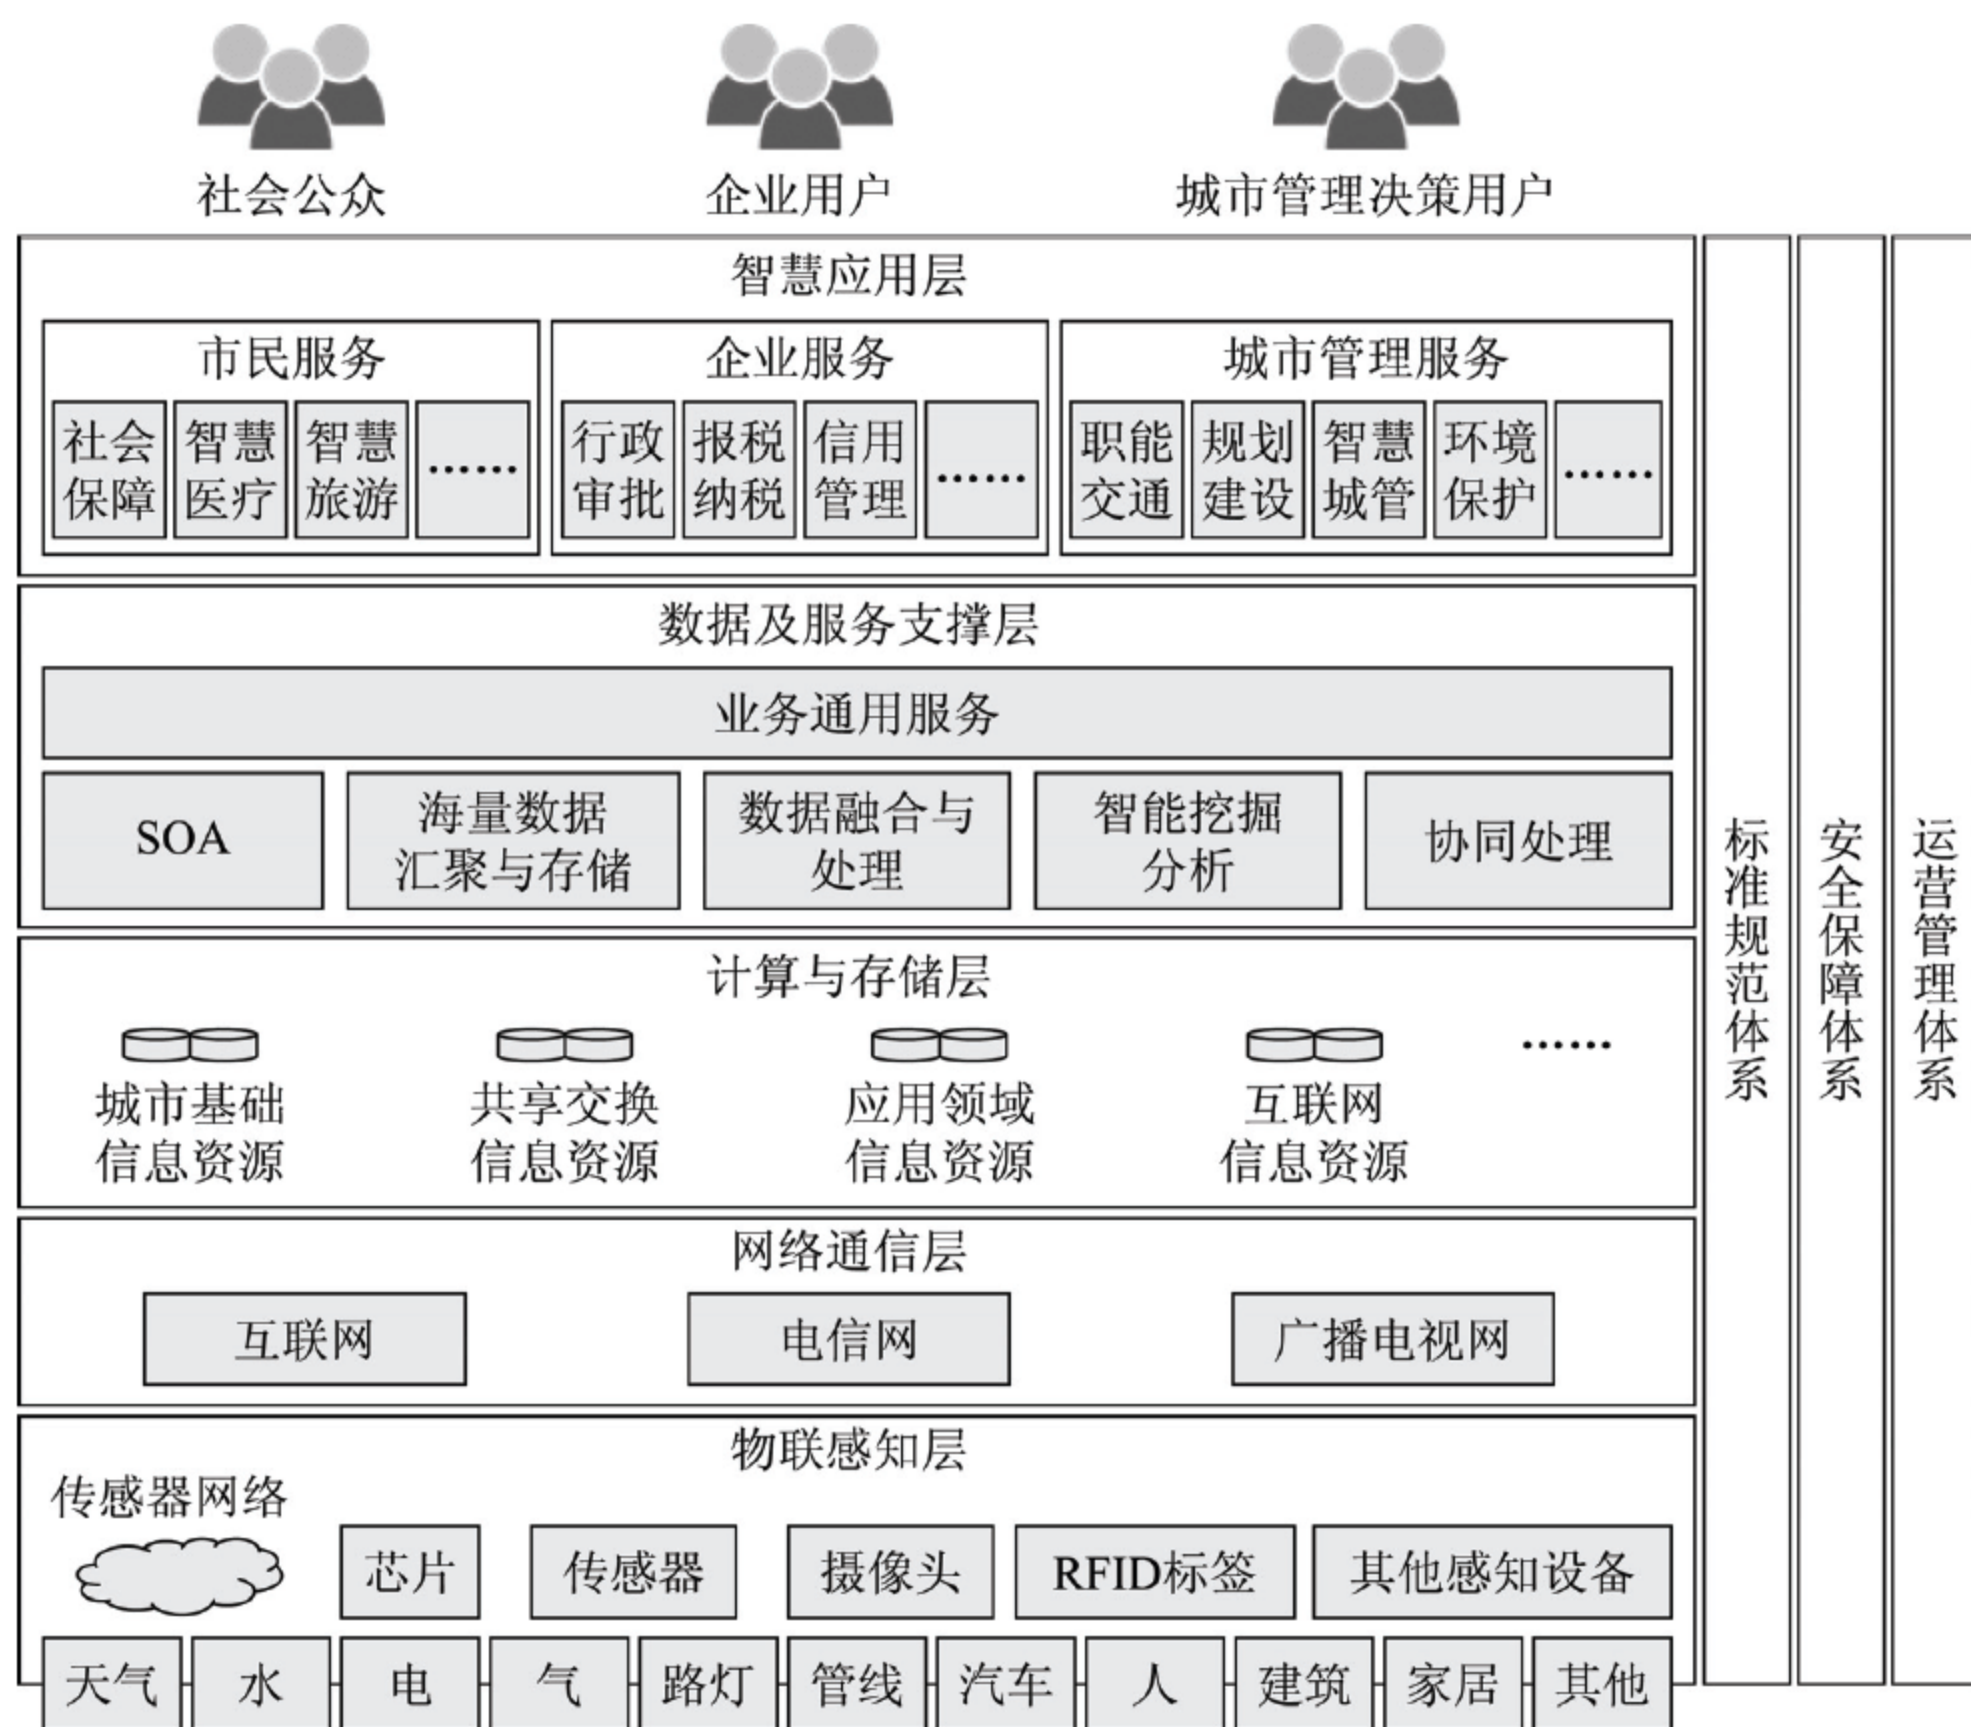 社会公众
企业用户
城市管理决策用户
智慧应用层
市民服务
社会
保障
智慧
医疗
智慧
旅游
……
企业服务
行政
审批
报税
纳税
信用
管理
……
城市管理服务
职能
交通
规划
建设
智慧
城管
环境
保护
……
数据及服务支撑层
业务通用服务
SOA
海量数据
汇聚与存储
数据融合与
处理
智能挖掘
分析
协同处理
计算与存储层
城市基础
信息资源
共享交换
信息资源
应用领域
信息资源
互联网
信息资源
……
网络通信层
互联网
电信网
广播电视网
物联感知层
传感器网络
芯片
传感器
摄像头
RFID标签
其他感知设备
天气
水
电
气
路灯
管线
汽车
人
建筑
家居
其他
标准规范体系
安全保障体系
运营管理体系